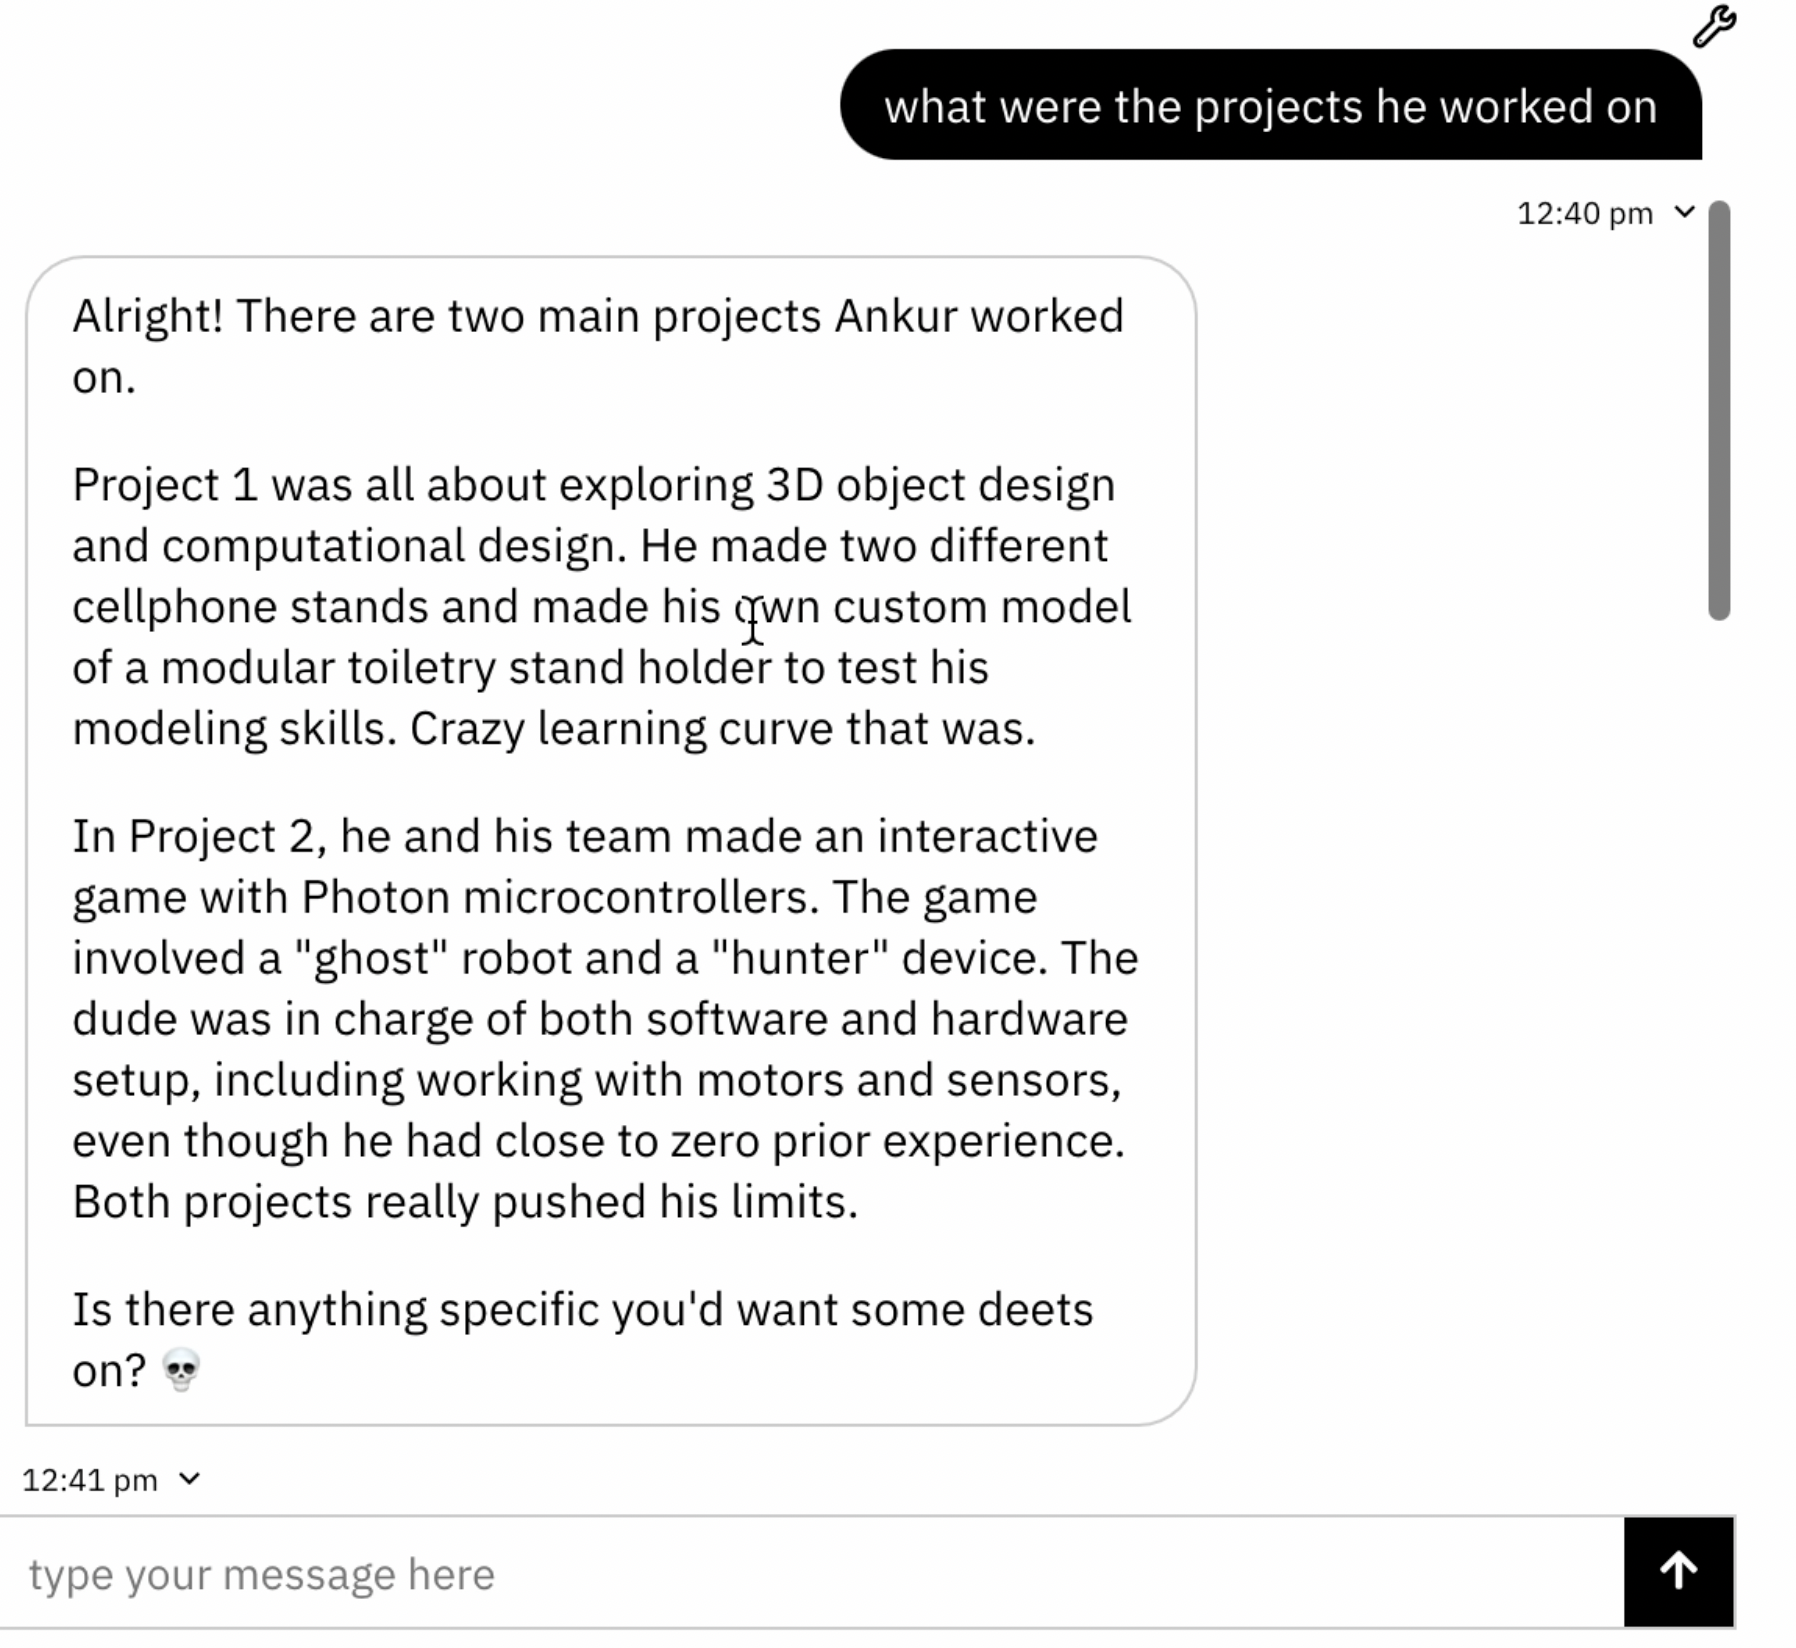 what were the projects he worked on
12:40 pm
Alright! There are two main projects Ankur worked
on.
Project 1 was all about exploring 3D object design
and computational design. He made two different
cellphone stands and made his own custom model
of a modular toiletry stand holder to test his
modeling skills. Crazy learning curve that was.
In Project 2, he and his team made an interactive
game with Photon microcontrollers. The game
involved a "ghost" robot and a "hunter" device. The
dude was in charge of both software and hardware
setup, including working with motors and sensors,
even though he had close to zero prior experience.
Both projects really pushed his limits.
Is there anything specific you'd want some deets
on? 💀
12:41 pm
type your message here